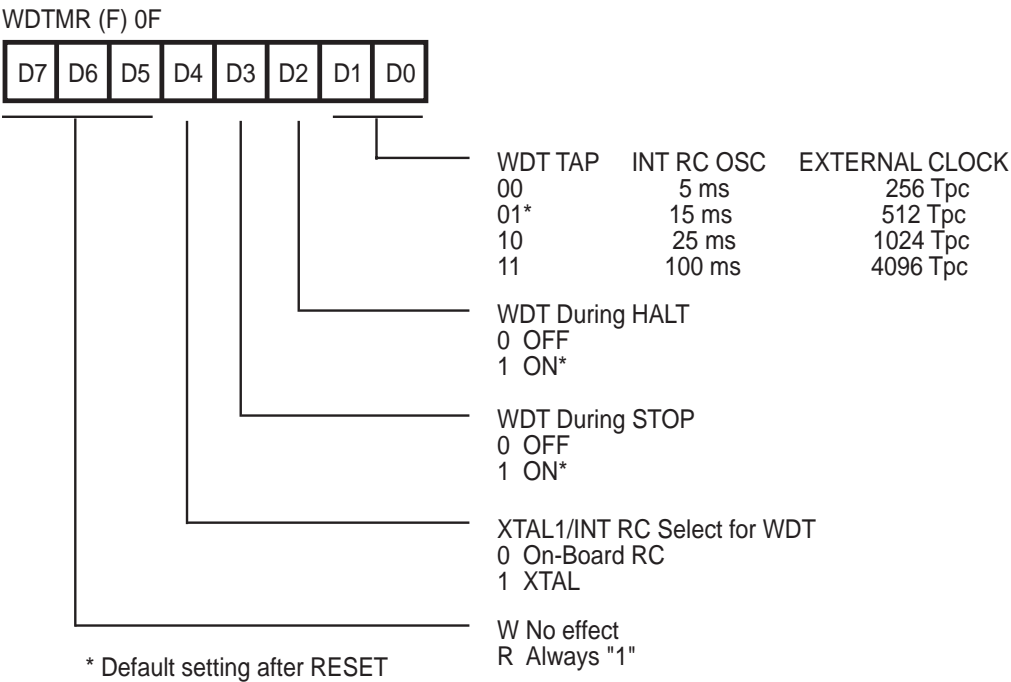 WDTMR (F) 0F
D7 D6 D5 D4 D3 D2 D1 D0
WDT TAP INT RC OSC EXTERNAL CLOCK
00 5 ms 256 Tpc
01* 15 ms 512 Tpc
10 25 ms 1024 Tpc
11 100 ms 4096 Tpc
WDT During HALT
0 OFF
1 ON*
WDT During STOP
0 OFF
1 ON*
XTAL1/INT RC Select for WDT
0 On-Board RC
1 XTAL
W No effect
R Always "1"
* Default setting after RESET